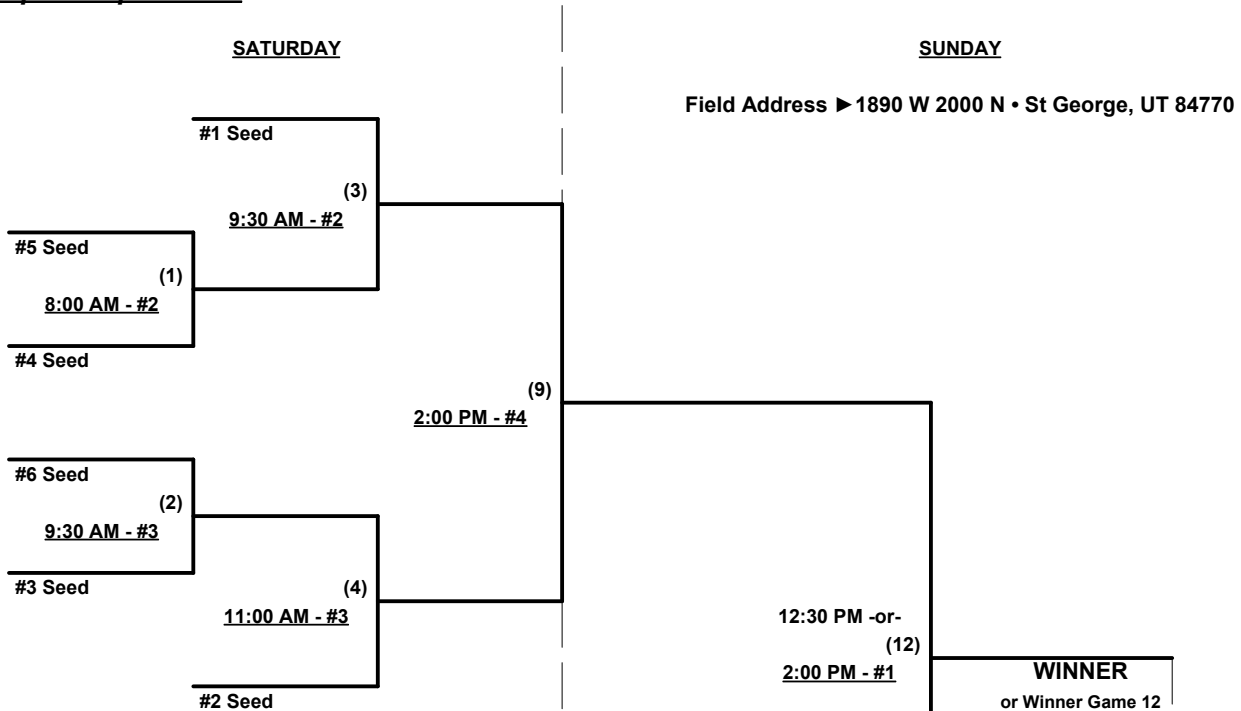 SATURDAY
SUNDAY
Field Address ►1890 W 2000 N • St George, UT 84770
#1 Seed
(3)
9:30 AM - #2
#5 Seed
(1)
8:00 AM - #2
#4 Seed
(9)
2:00 PM - #4
#6 Seed
(2)
9:30 AM - #3
#3 Seed
(4)
11:00 AM - #3
#2 Seed
12:30 PM -or-
(12)
2:00 PM - #1
WINNER
or Winner Game 12